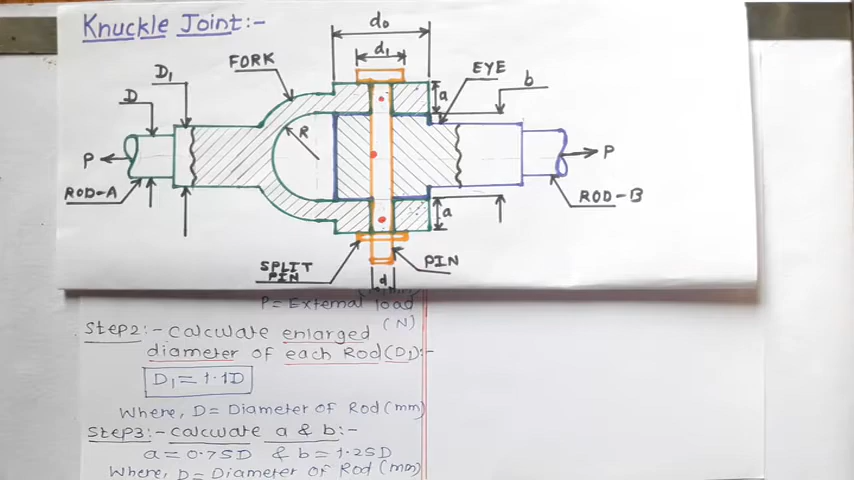 Knuckle Joint:-
do
d1
FORK
EYE
D1
b
D
a
R
P
P
ROD-A
ROD-B
a
SPLIT
PIN
PIN
d
P = External load
(N)
Step2:- Calculate enlarged
diameter of each Rod (D1):-
D1 = 1.1D
Where, D = Diameter of Rod (mm)
Step3:- Calculate a & b:-
a = 0.75D & b = 1.25D
Where, D = Diameter of Rod (mm)